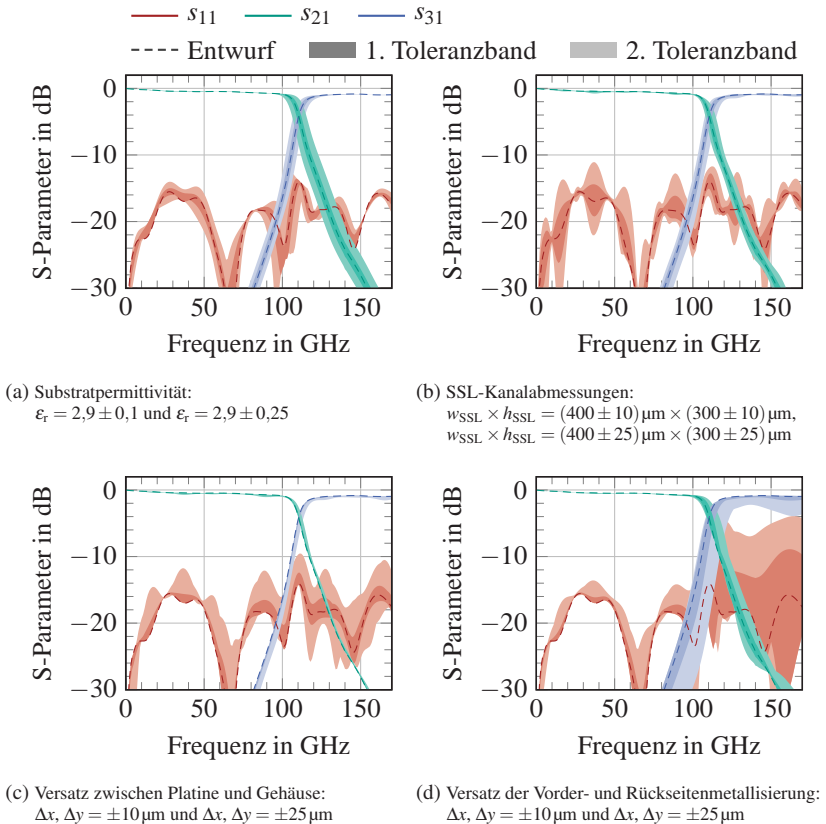 s11 s21 s31
Entwurf 1. Toleranzband 2. Toleranzband
S-Parameter in dB
0
−10
−20
−30
0 50 100 150
Frequenz in GHz
(a) Substratpermittivität:
εr = 2,9 ± 0,1 und εr = 2,9 ± 0,25
S-Parameter in dB
0
−10
−20
−30
0 50 100 150
Frequenz in GHz
(b) SSL-Kanalabmessungen:
wSSL × hSSL = (400 ± 10) µm × (300 ± 10) µm,
wSSL × hSSL = (400 ± 25) µm × (300 ± 25) µm
S-Parameter in dB
0
−10
−20
−30
0 50 100 150
Frequenz in GHz
(c) Versatz zwischen Platine und Gehäuse:
Δx, Δy = ±10 µm und Δx, Δy = ±25 µm
S-Parameter in dB
0
−10
−20
−30
0 50 100 150
Frequenz in GHz
(d) Versatz der Vorder- und Rückseitenmetallisierung:
Δx, Δy = ±10 µm und Δx, Δy = ±25 µm